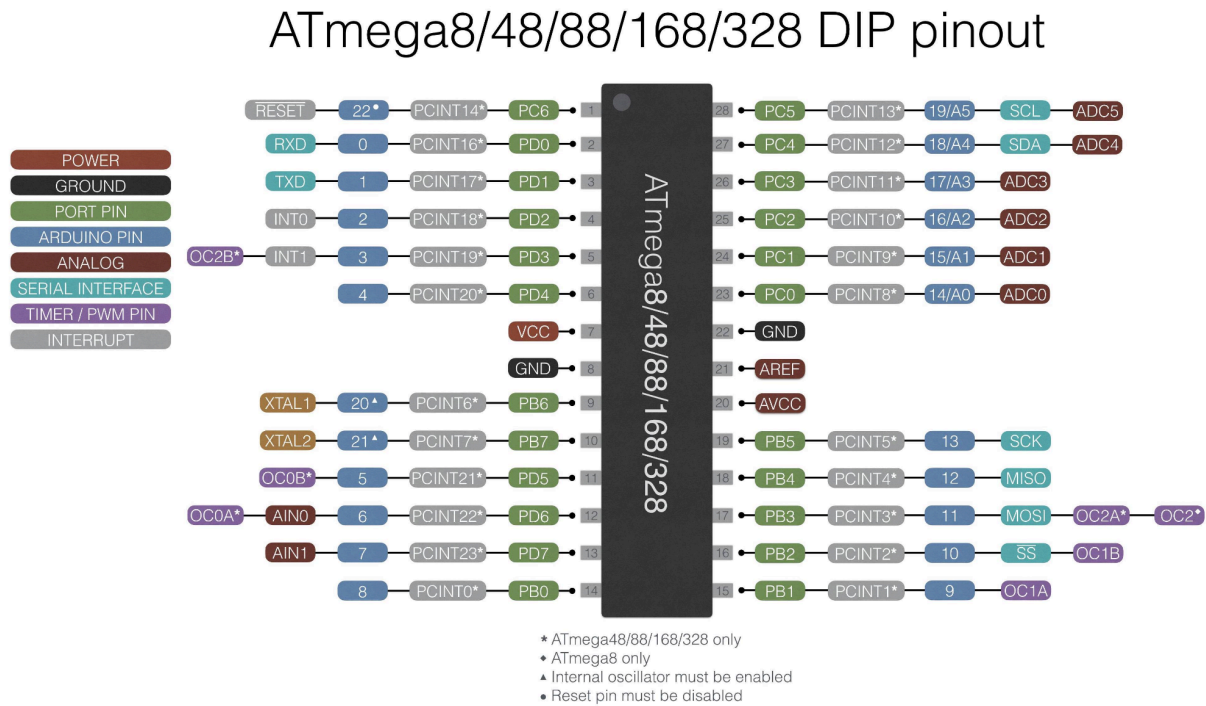 ATmega8/48/88/168/328 DIP pinout
RESET 22● PCINT14* PC6 1 28 PC5 PCINT13* 19/A5 SCL ADC5
RXD 0 PCINT16* PD0 2 27 PC4 PCINT12* 18/A4 SDA ADC4
POWER
TXD 1 PCINT17* PD1 3 26 PC3 PCINT11* 17/A3 ADC3
GROUND
PORT PIN
INT0 2 PCINT18* PD2 4 25 PC2 PCINT10* 16/A2 ADC2
ARDUINO PIN
OC2B* INT1 3 PCINT19* PD3 5 24 PC1 PCINT9* 15/A1 ADC1
ANALOG
SERIAL INTERFACE
4 PCINT20* PD4 6 23 PC0 PCINT8* 14/A0 ADC0
TIMER / PWM PIN
INTERRUPT
VCC 7 22 GND
GND 8 21 AREF
XTAL1 20▲ PCINT6* PB6 9 20 AVCC
XTAL2 21▲ PCINT7* PB7 10 19 PB5 PCINT5* 13 SCK
OC0B* 5 PCINT21* PD5 11 18 PB4 PCINT4* 12 MISO
OC0A* AIN0 6 PCINT22* PD6 12 17 PB3 PCINT3* 11 MOSI OC2A* OC2◆
AIN1 7 PCINT23* PD7 13 16 PB2 PCINT2* 10 SS OC1B
8 PCINT0* PB0 14 15 PB1 PCINT1* 9 OC1A
ATmega8/48/88/168/328
* ATmega48/88/168/328 only
◆ ATmega8 only
▲ Internal oscillator must be enabled
● Reset pin must be disabled